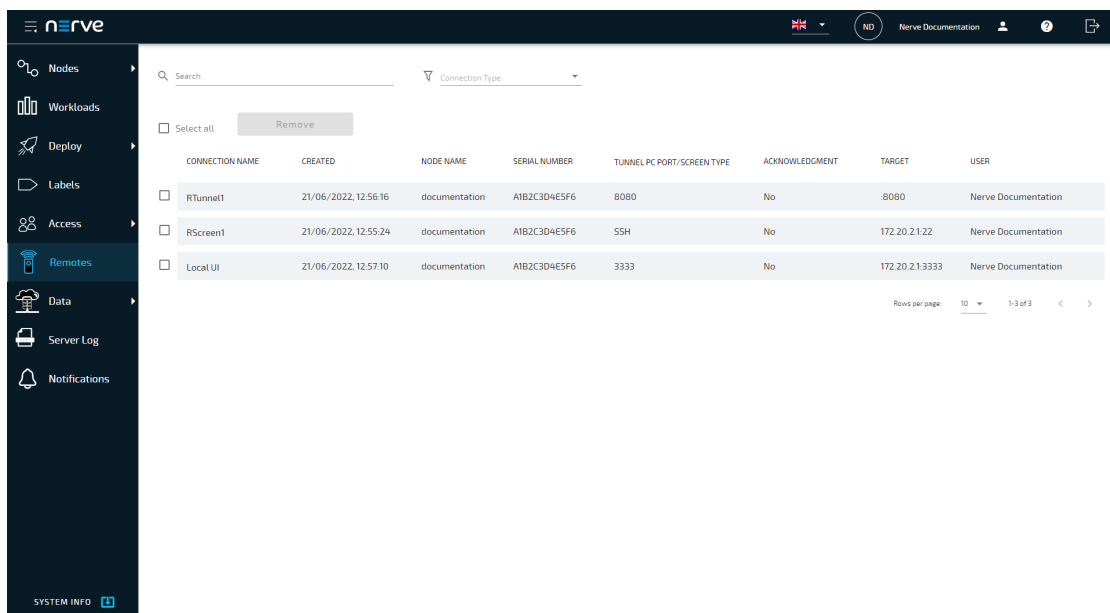 nerve
ND Nerve Documentation
Nodes
Workloads
Deploy
Labels
Access
Remotes
Data
Server Log
Notifications
SYSTEM INFO
Search Connection Type
Select all Remove
CONNECTION NAME CREATED NODE NAME SERIAL NUMBER TUNNEL PC PORT/SCREEN TYPE ACKNOWLEDGMENT TARGET USER
RTunnel1 21/06/2022, 12:56:16 documentation A1B2C3D4E5F6 8080 No :8080 Nerve Documentation
RScreen1 21/06/2022, 12:55:24 documentation A1B2C3D4E5F6 SSH No 172.20.2.1:22 Nerve Documentation
Local UI 21/06/2022, 12:57:10 documentation A1B2C3D4E5F6 3333 No 172.20.2.1:3333 Nerve Documentation
Rows per page: 10 1-3 of 3